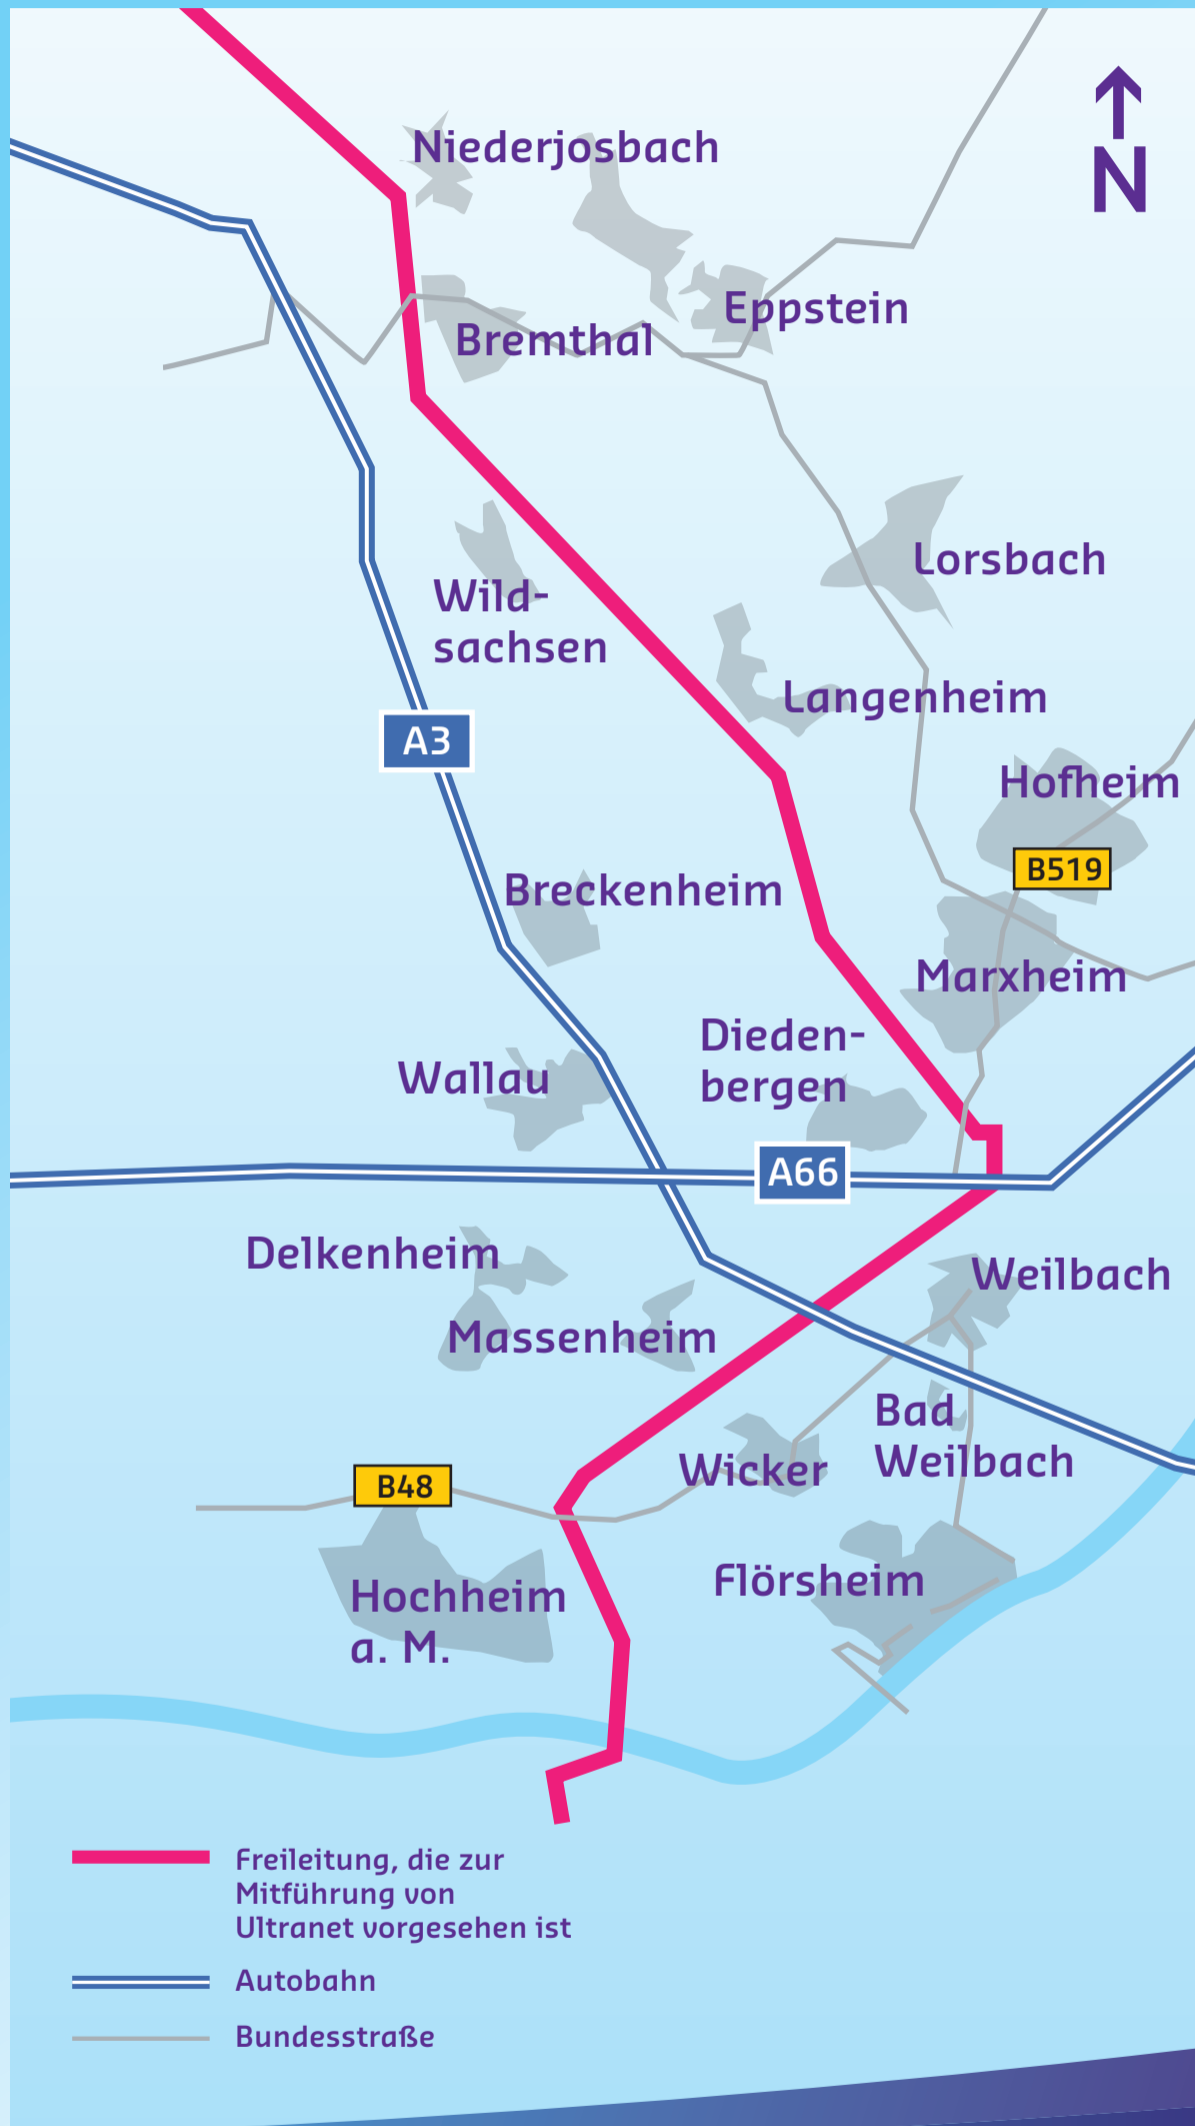 N
Niederjosbach
Eppstein
Bremthal
Lorsbach
Wild-
sachsen
Langenheim
A3
Hofheim
B519
Breckenheim
Marxheim
Dieden-
bergen
Wallau
A66
Delkenheim
Weilbach
Massenheim
Bad
Weilbach
Wicker
B48
Flörsheim
Hochheim
a. M.
Freileitung, die zur
Mitführung von
Ultranet vorgesehen ist
Autobahn
Bundesstraße